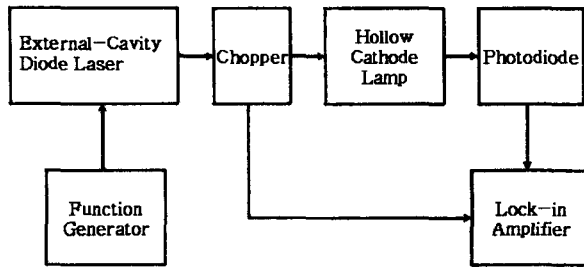 External-Cavity
Diode Laser
Chopper
Hollow
Cathode
Lamp
Photodiode
Function
Generator
Lock-in
Amplifier